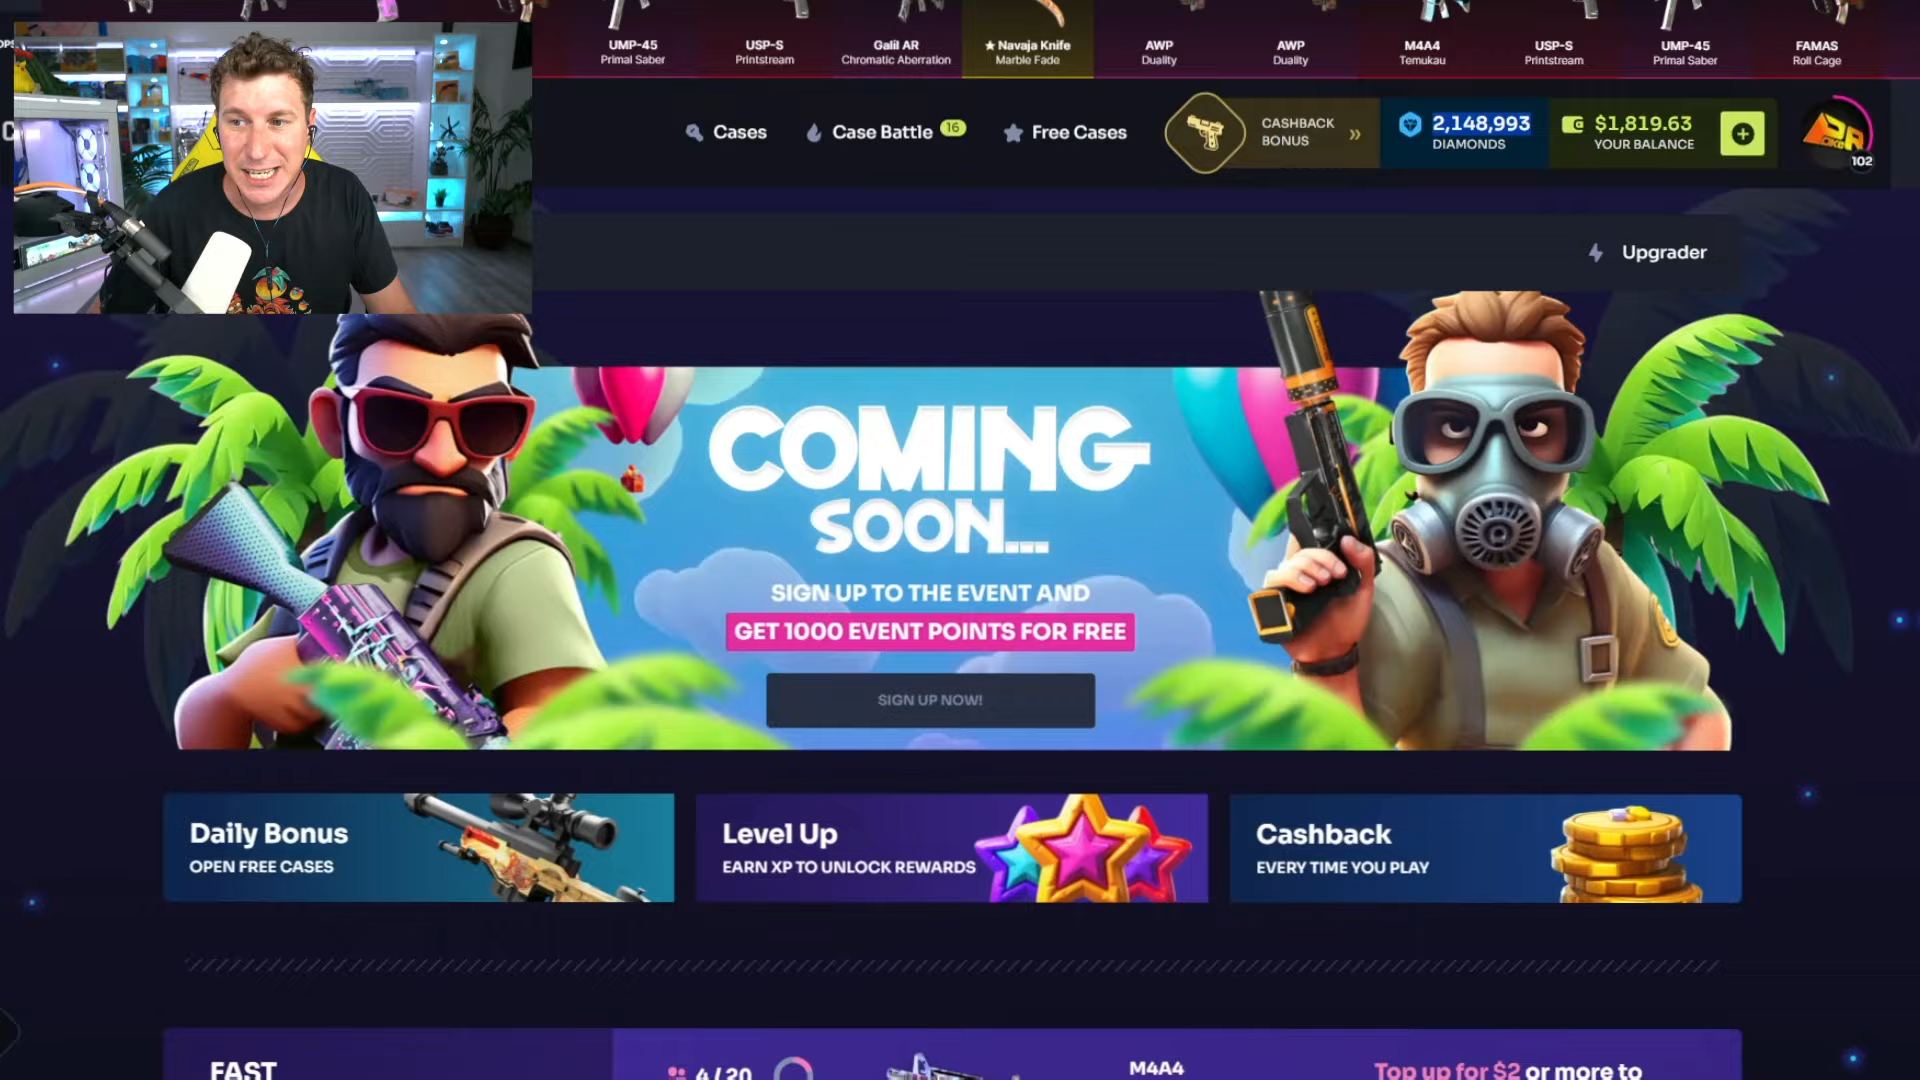 UMP-45
Primal Saber
USP-S
Printstream
Galil AR
Chromatic Aberration
★ Navaja Knife
Marble Fade
AWP
Duality
AWP
Duality
M4A4
Temukau
USP-S
Printstream
UMP-45
Primal Saber
FAMAS
Roll Cage
Cases
Case Battle 16
Free Cases
CASHBACK
BONUS
2,148,993
DIAMONDS
$1,819.63
YOUR BALANCE
102
Upgrader
COMING
SOON...
SIGN UP TO THE EVENT AND
GET 1000 EVENT POINTS FOR FREE
SIGN UP NOW!
Daily Bonus
OPEN FREE CASES
Level Up
EARN XP TO UNLOCK REWARDS
Cashback
EVERY TIME YOU PLAY
FAST
4/20
M4A4
Top up for $2 or more to